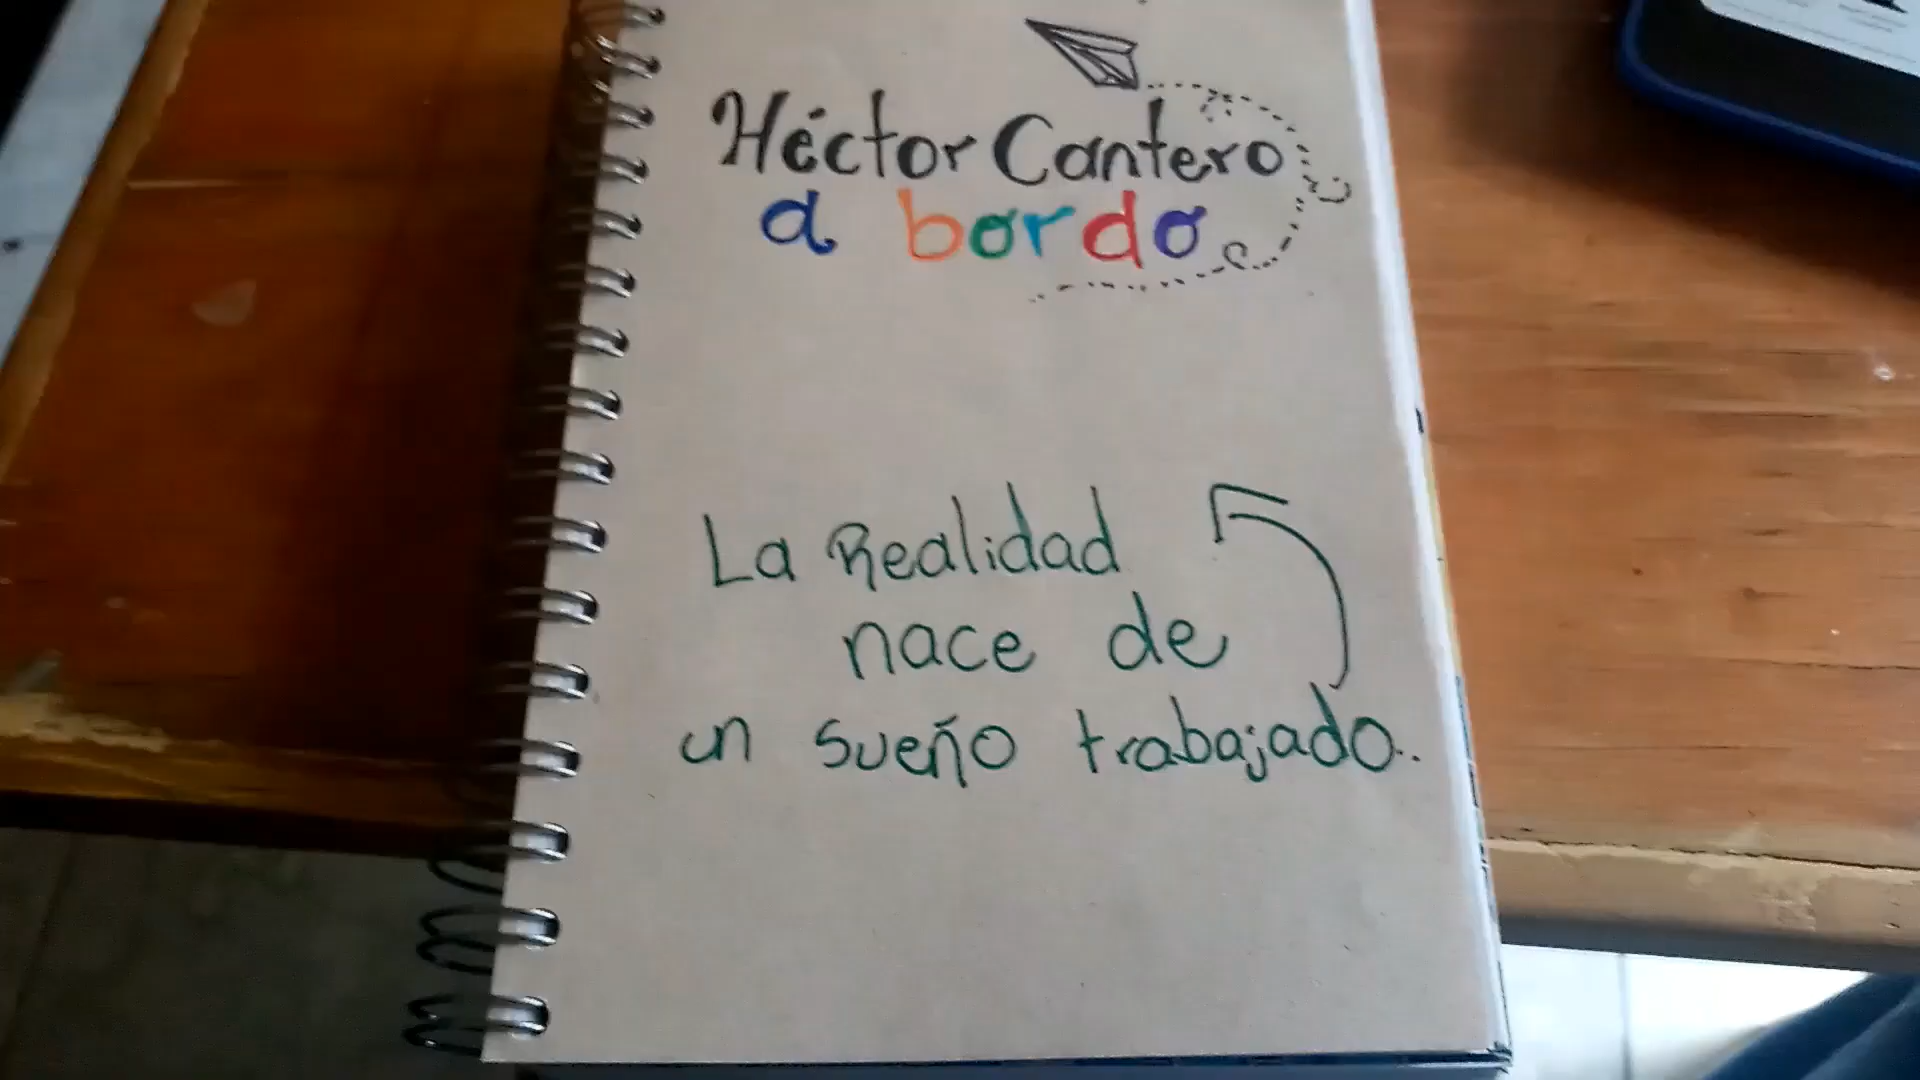 Héctor Cantero
a bordo
La Realidad
nace de
un sueño trabajado.